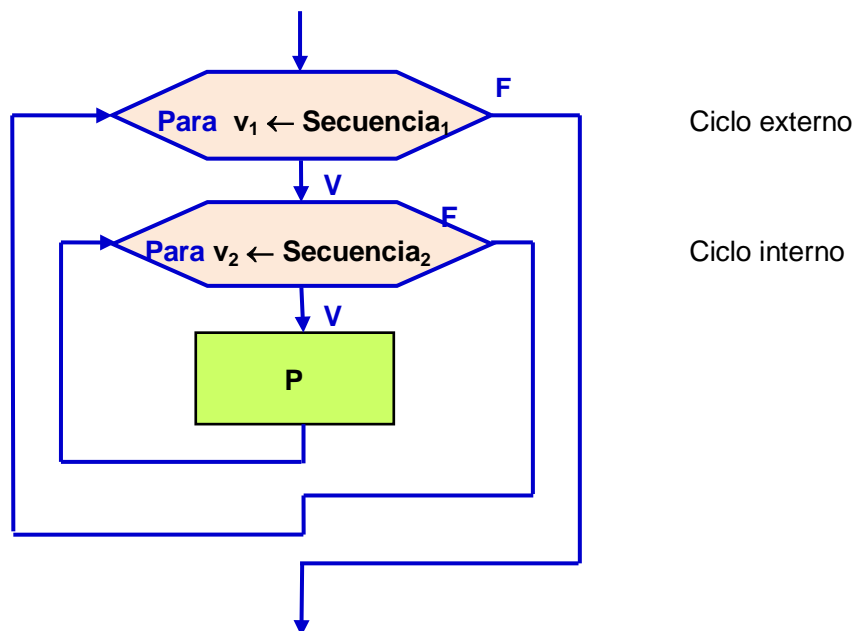 F
Para v₁ ← Secuencia₁
Ciclo externo
V
F
Para v₂ ← Secuencia₂
Ciclo interno
V
P